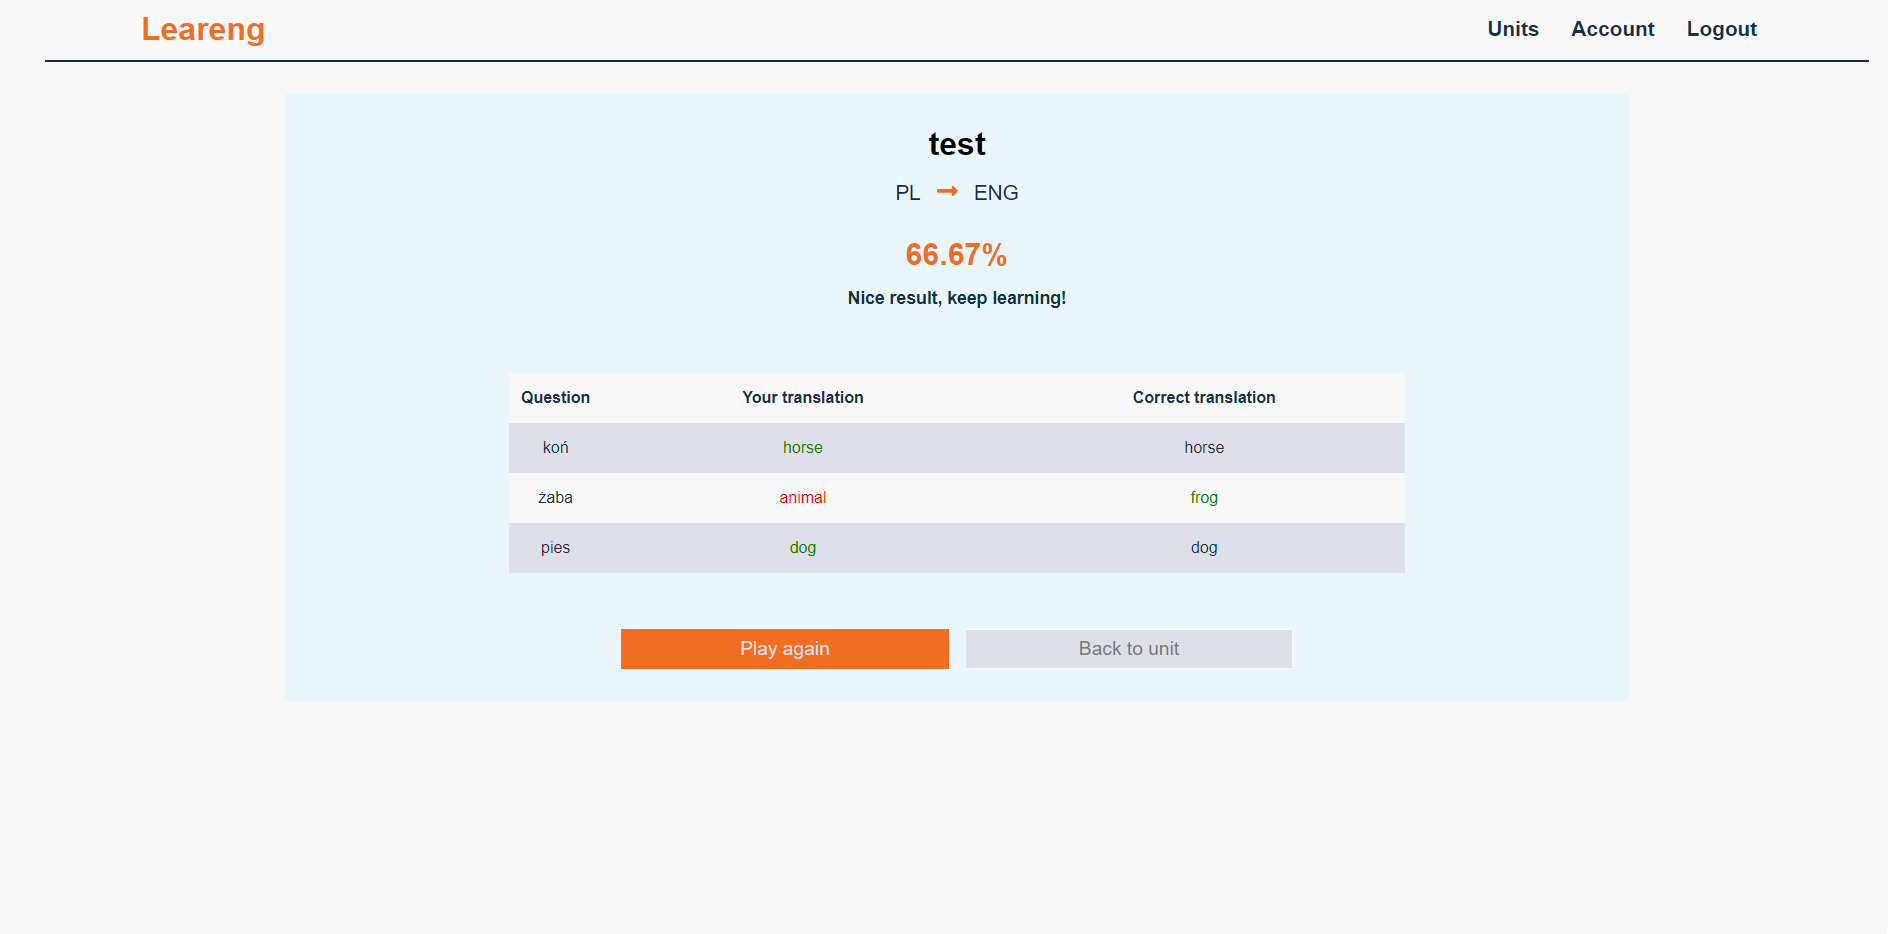 Leareng Units Account Logout
test
PL ENG
66.67%
Nice result, keep learning!
Question Your translation Correct translation
koń horse horse
żaba animal frog
pies dog dog
Play again Back to unit